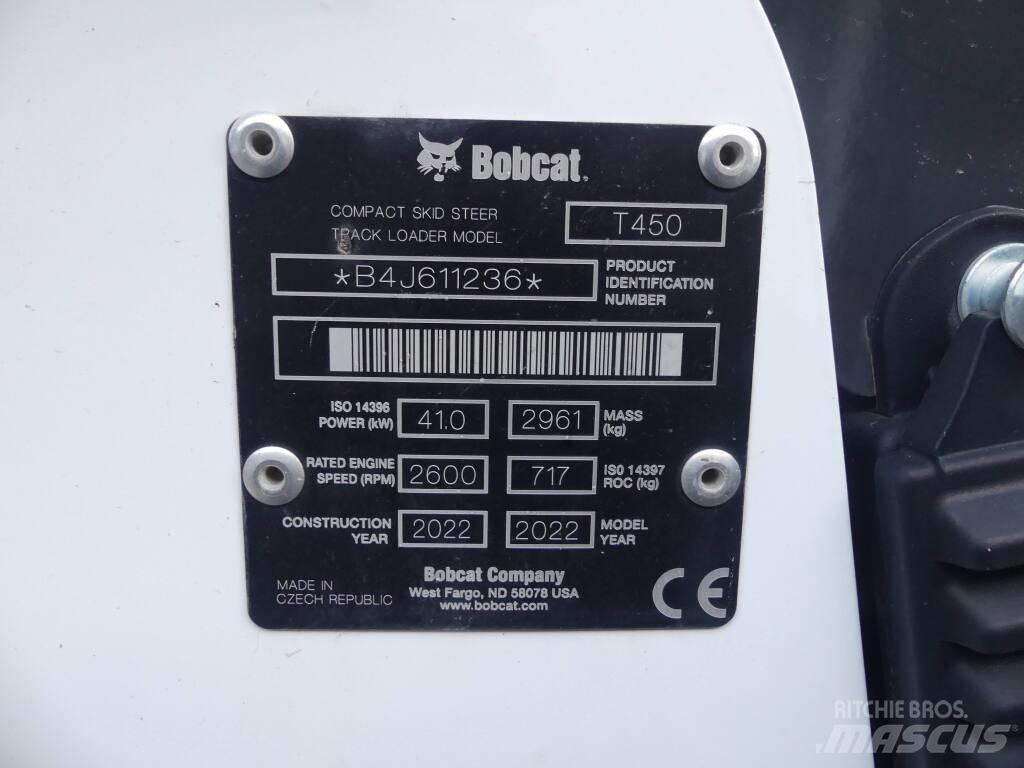 Bobcat
COMPACT SKID STEER
TRACK LOADER MODEL
T450
*B4J611236*
PRODUCT
IDENTIFICATION
NUMBER
ISO 14396
POWER (kW)
41.0
2961
MASS
(kg)
RATED ENGINE
SPEED (RPM)
2600
717
ISO 14397
ROC (kg)
CONSTRUCTION
YEAR
2022
2022
MODEL
YEAR
MADE IN
CZECH REPUBLIC
Bobcat Company
West Fargo, ND 58078 USA
www.bobcat.com
CE
RITCHIE BROS.
MASCUS